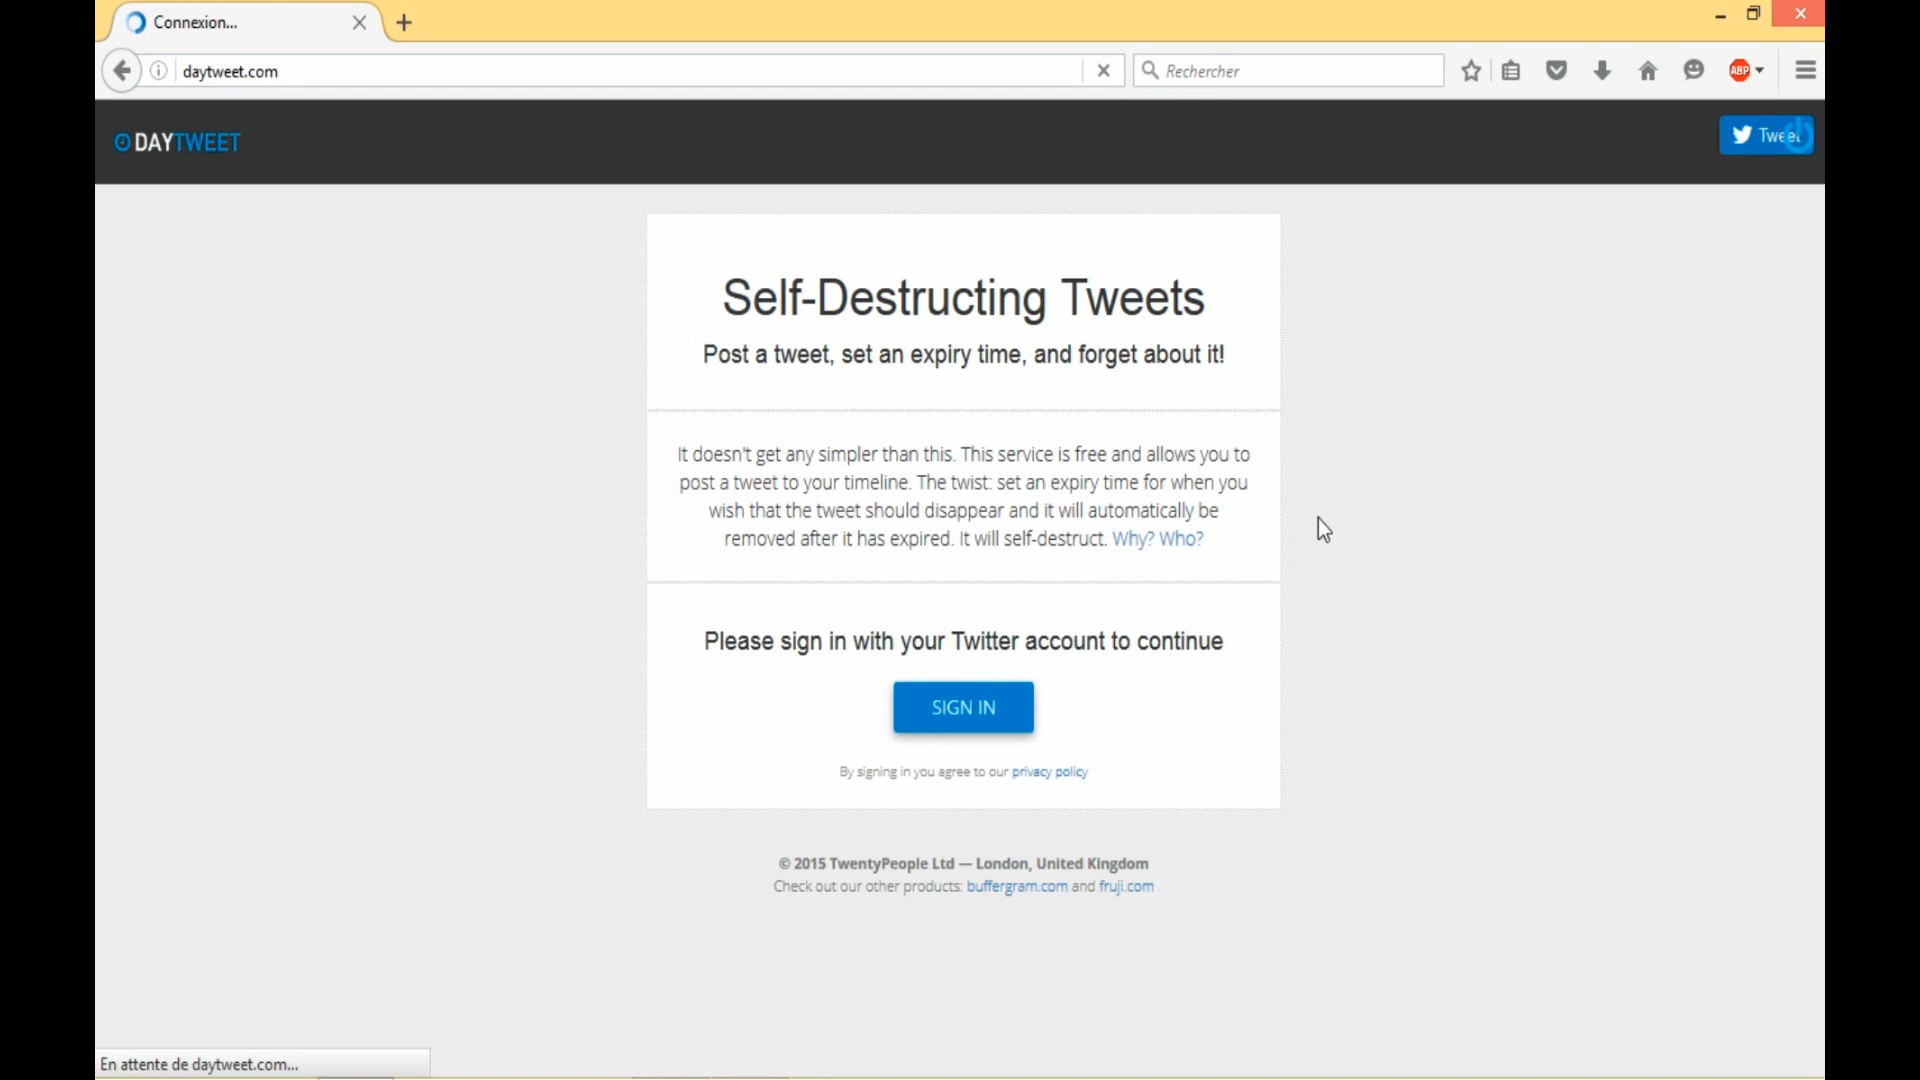 Connexion...
daytweet.com
Rechercher
ABP
DAYTWEET
Tweet
Self-Destructing Tweets
Post a tweet, set an expiry time, and forget about it!
It doesn't get any simpler than this. This service is free and allows you to
post a tweet to your timeline. The twist: set an expiry time for when you
wish that the tweet should disappear and it will automatically be
removed after it has expired. It will self-destruct. Why? Who?
Please sign in with your Twitter account to continue
SIGN IN
By signing in you agree to our privacy policy
© 2015 TwentyPeople Ltd — London, United Kingdom
Check out our other products: buffergram.com and fruji.com
En attente de daytweet.com...